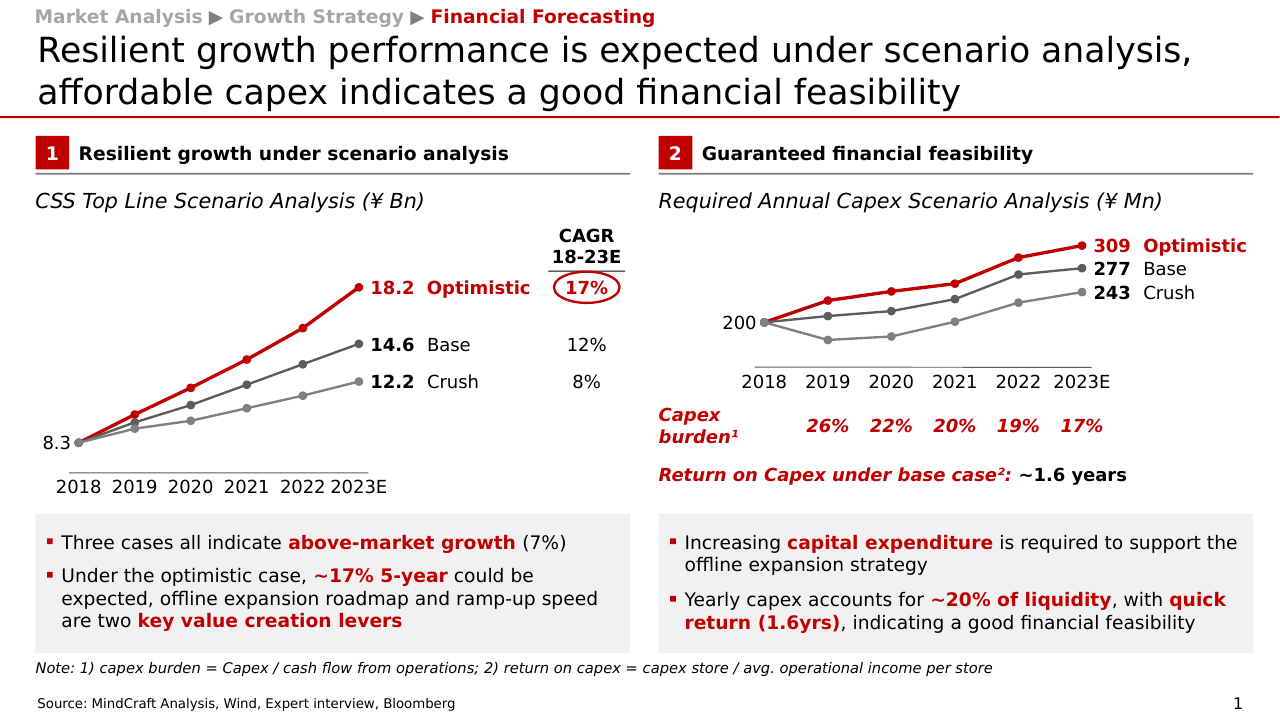 Market Analysis ▶ Growth Strategy ▶ Financial Forecasting
Resilient growth performance is expected under scenario analysis,
affordable capex indicates a good financial feasibility
1 Resilient growth under scenario analysis
CSS Top Line Scenario Analysis (¥ Bn)
CAGR
18-23E
18.2 Optimistic 17%
14.6 Base 12%
12.2 Crush 8%
8.3
2018 2019 2020 2021 2022 2023E
▪ Three cases all indicate above-market growth (7%)
▪ Under the optimistic case, ~17% 5-year could be
expected, offline expansion roadmap and ramp-up speed
are two key value creation levers
2 Guaranteed financial feasibility
Required Annual Capex Scenario Analysis (¥ Mn)
309 Optimistic
277 Base
243 Crush
200
2018 2019 2020 2021 2022 2023E
Capex
burden¹ 26% 22% 20% 19% 17%
Return on Capex under base case²: ~1.6 years
▪ Increasing capital expenditure is required to support the
offline expansion strategy
▪ Yearly capex accounts for ~20% of liquidity, with quick
return (1.6yrs), indicating a good financial feasibility
Note: 1) capex burden = Capex / cash flow from operations; 2) return on capex = capex store / avg. operational income per store
Source: MindCraft Analysis, Wind, Expert interview, Bloomberg
1